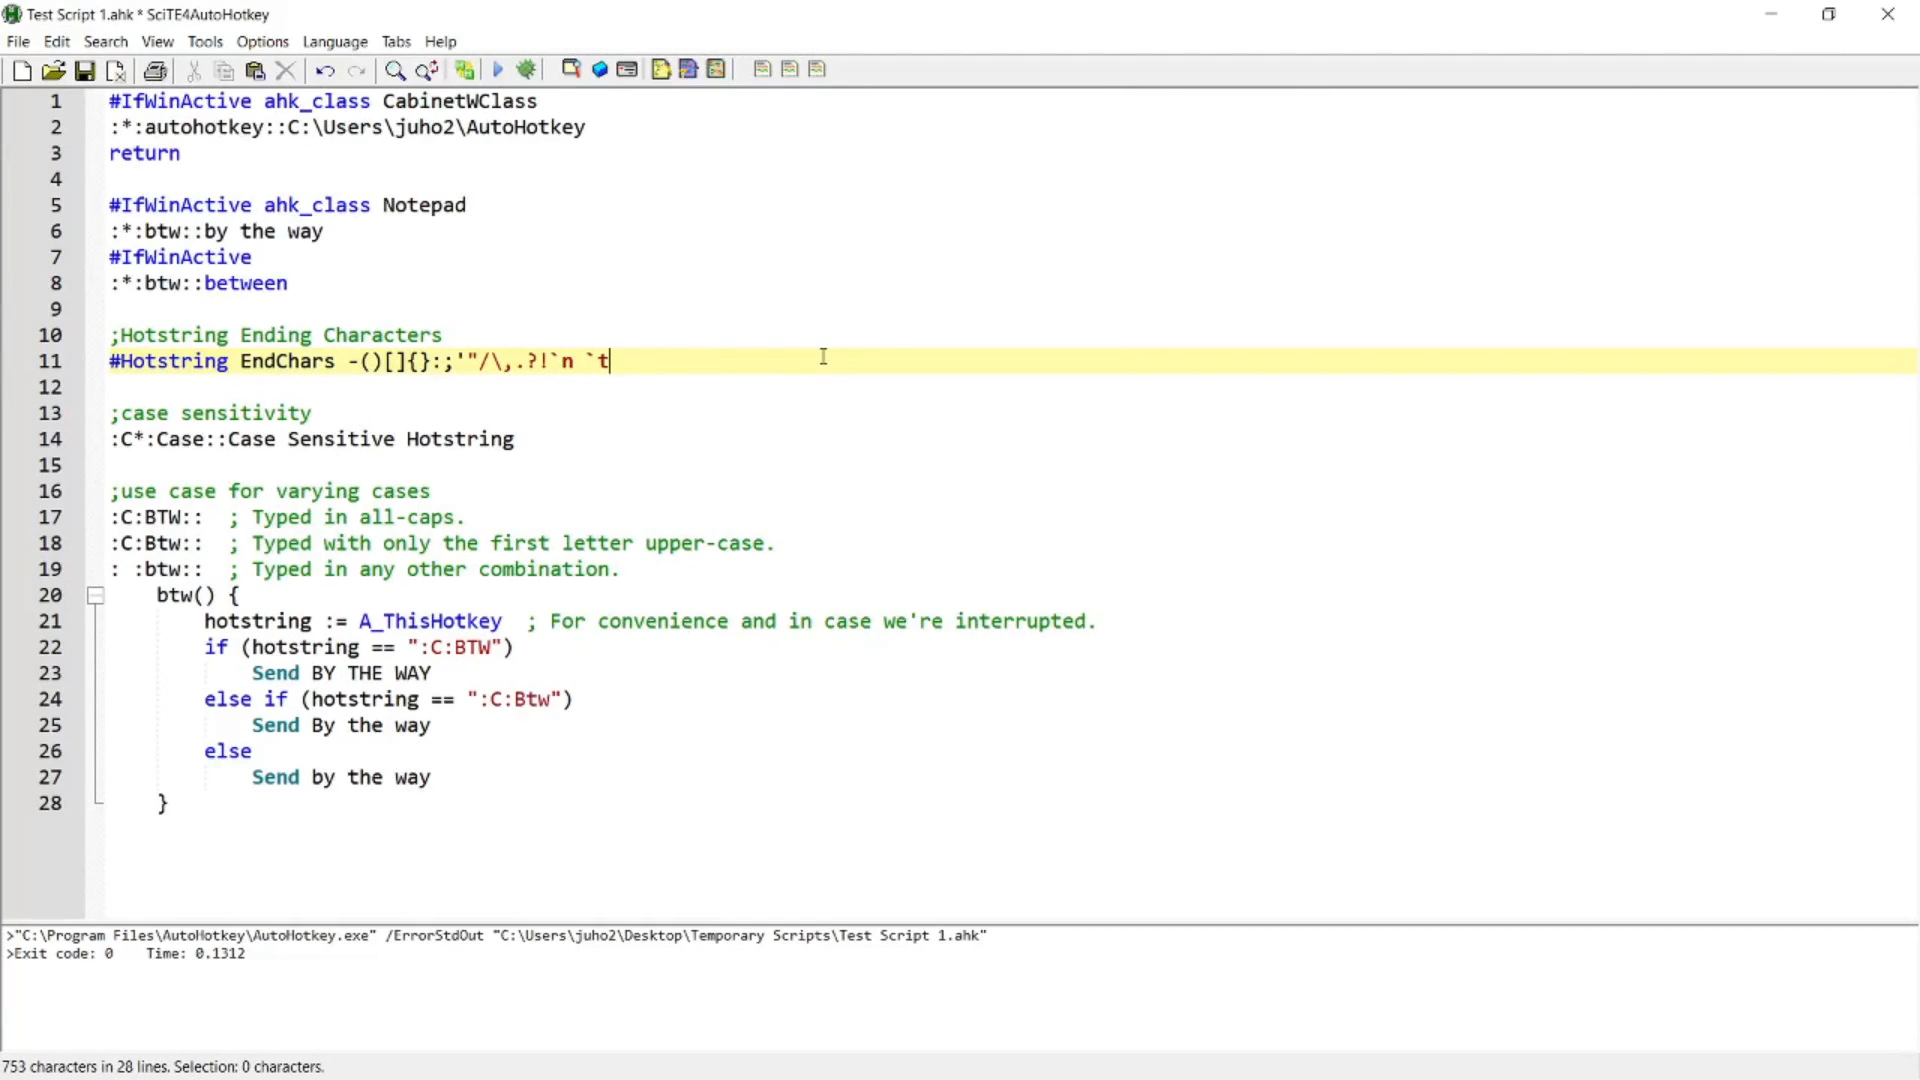 Test Script 1.ahk * SciTE4AutoHotkey
File Edit Search View Tools Options Language Tabs Help
1 #IfWinActive ahk_class CabinetWClass
2 :*:autohotkey::C:\Users\juho2\AutoHotkey
3 return
4
5 #IfWinActive ahk_class Notepad
6 :*:btw::by the way
7 #IfWinActive
8 :*:btw::between
9
10 ;Hotstring Ending Characters
11 #Hotstring EndChars -()[]{}:;'"/\,.?!`n `t
12
13 ;case sensitivity
14 :C*:Case::Case Sensitive Hotstring
15
16 ;use case for varying cases
17 :C:BTW::  ; Typed in all-caps.
18 :C:Btw::  ; Typed with only the first letter upper-case.
19 : :btw::  ; Typed in any other combination.
20     btw() {
21         hotstring := A_ThisHotkey  ; For convenience and in case we're interrupted.
22         if (hotstring == ":C:BTW")
23             Send BY THE WAY
24         else if (hotstring == ":C:Btw")
25             Send By the way
26         else
27             Send by the way
28     }
>"C:\Program Files\AutoHotkey\AutoHotkey.exe" /ErrorStdOut "C:\Users\juho2\Desktop\Temporary Scripts\Test Script 1.ahk"
>Exit code: 0    Time: 0.1312
753 characters in 28 lines. Selection: 0 characters.